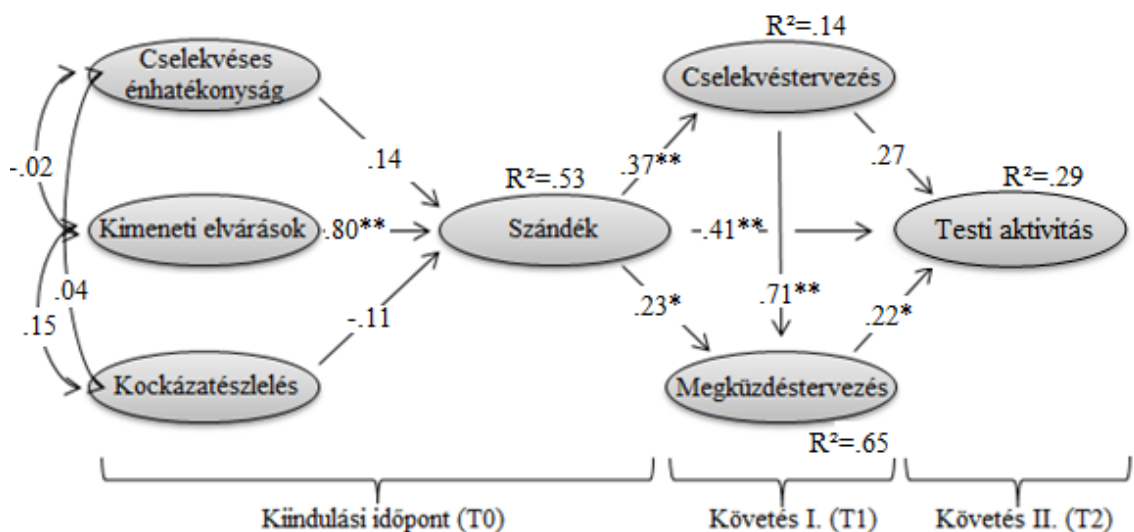 R²=.14
Cselekvéses
énhatékonyság
Cselekvéstervezés
-.02
.14
.37**
.27
R²=.53
R²=.29
Kimeneti elvárások
.80**
Szándék
-.41**
Testi aktivitás
.04
.15
-.11
.23*
.71**
.22*
Kockázatészlelés
Megküzdéstervezés
R²=.65
Kiindulási időpont (T0)
Követés I. (T1)
Követés II. (T2)